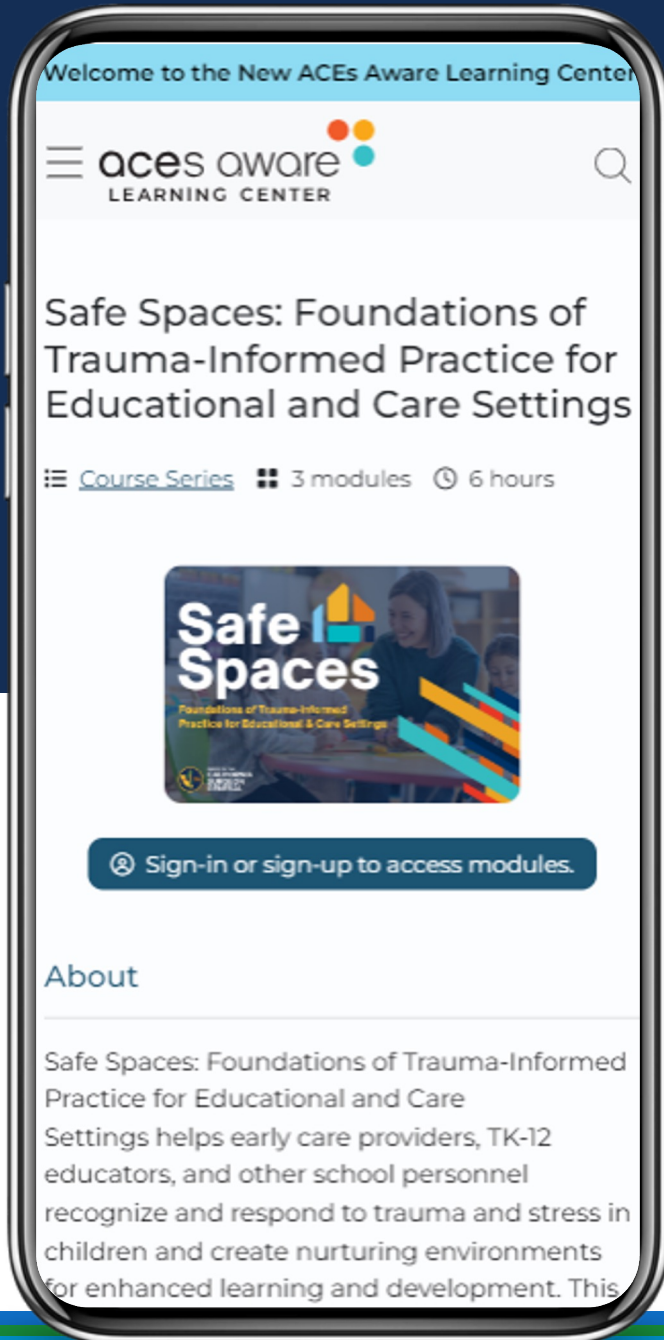 Welcome to the New ACEs Aware Learning Center
aces aware
LEARNING CENTER
Safe Spaces: Foundations of
Trauma-Informed Practice for
Educational and Care Settings
Course Series 3 modules 6 hours
Safe
Spaces
Foundations of Trauma-Informed
Practice for Educational & Care Settings
CALIFORNIA
SURGEON
GENERAL
Sign-in or sign-up to access modules.
About
Safe Spaces: Foundations of Trauma-Informed
Practice for Educational and Care
Settings helps early care providers, TK-12
educators, and other school personnel
recognize and respond to trauma and stress in
children and create nurturing environments
for enhanced learning and development. This